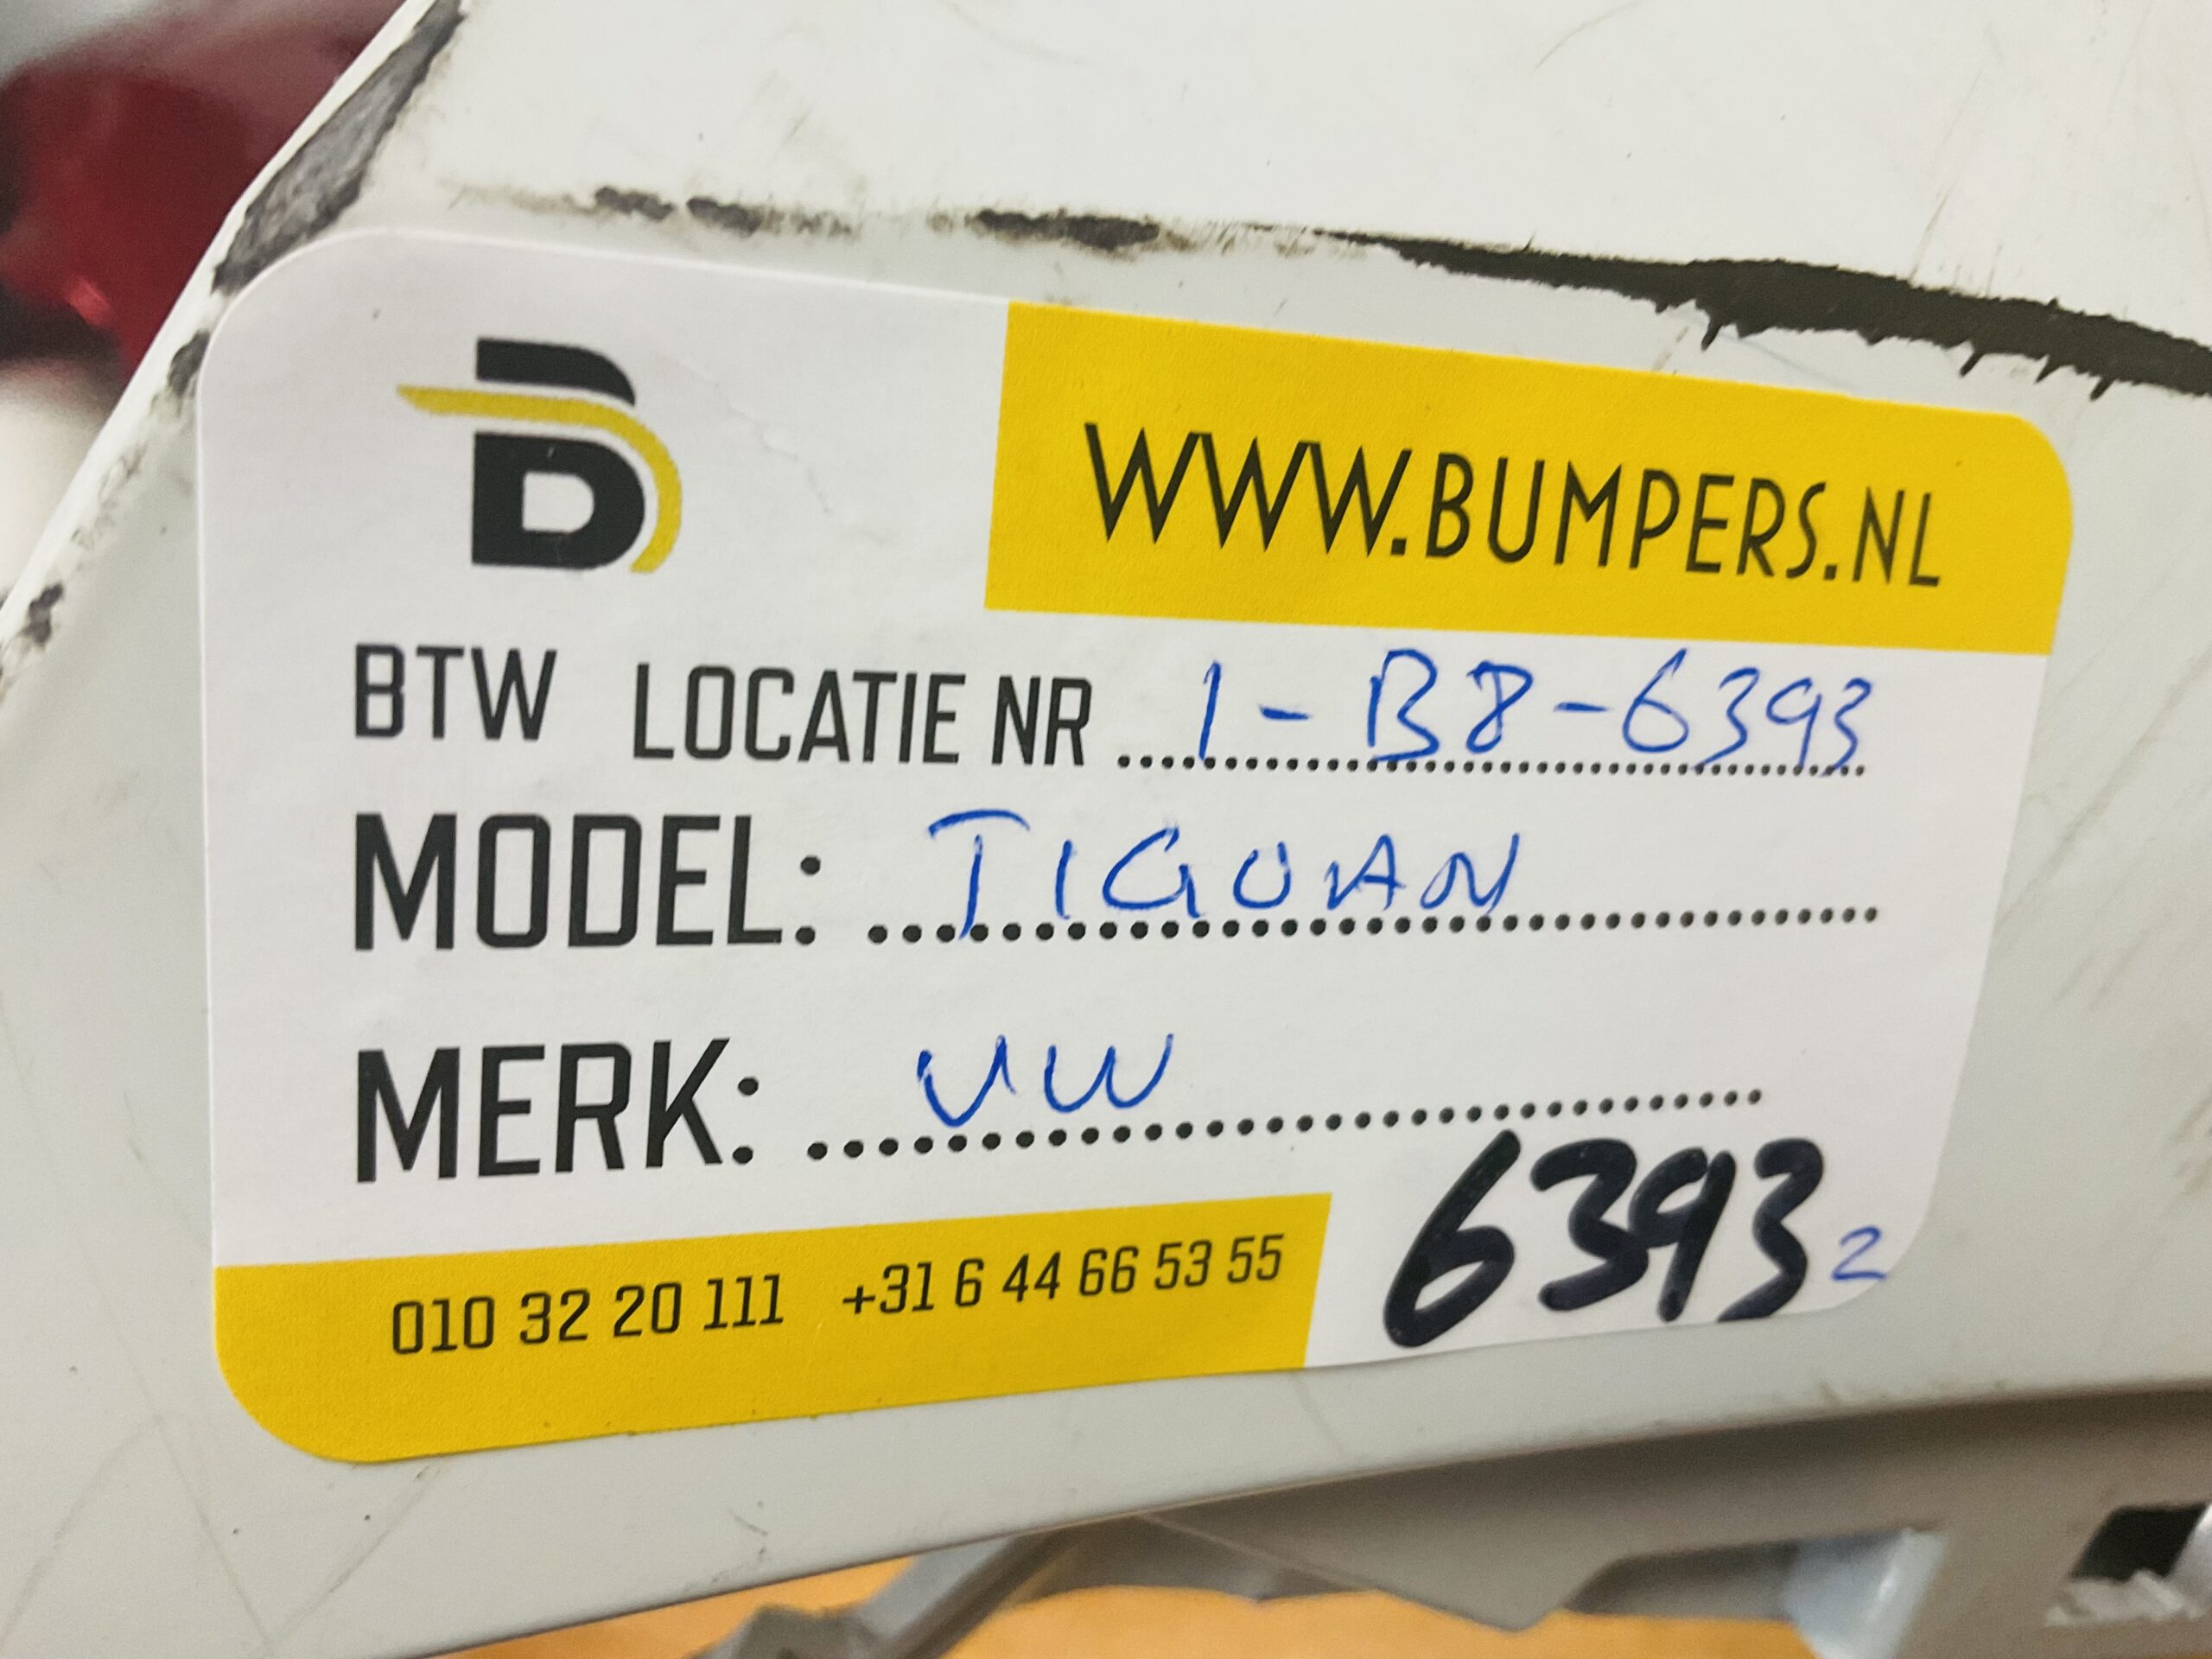 B
WWW.BUMPERS.NL
BTW LOCATIE NR 1-B8-6393
MODEL: TIGUAN
MERK: VW
6393 2
010 32 20 111 +31 6 44 66 53 55